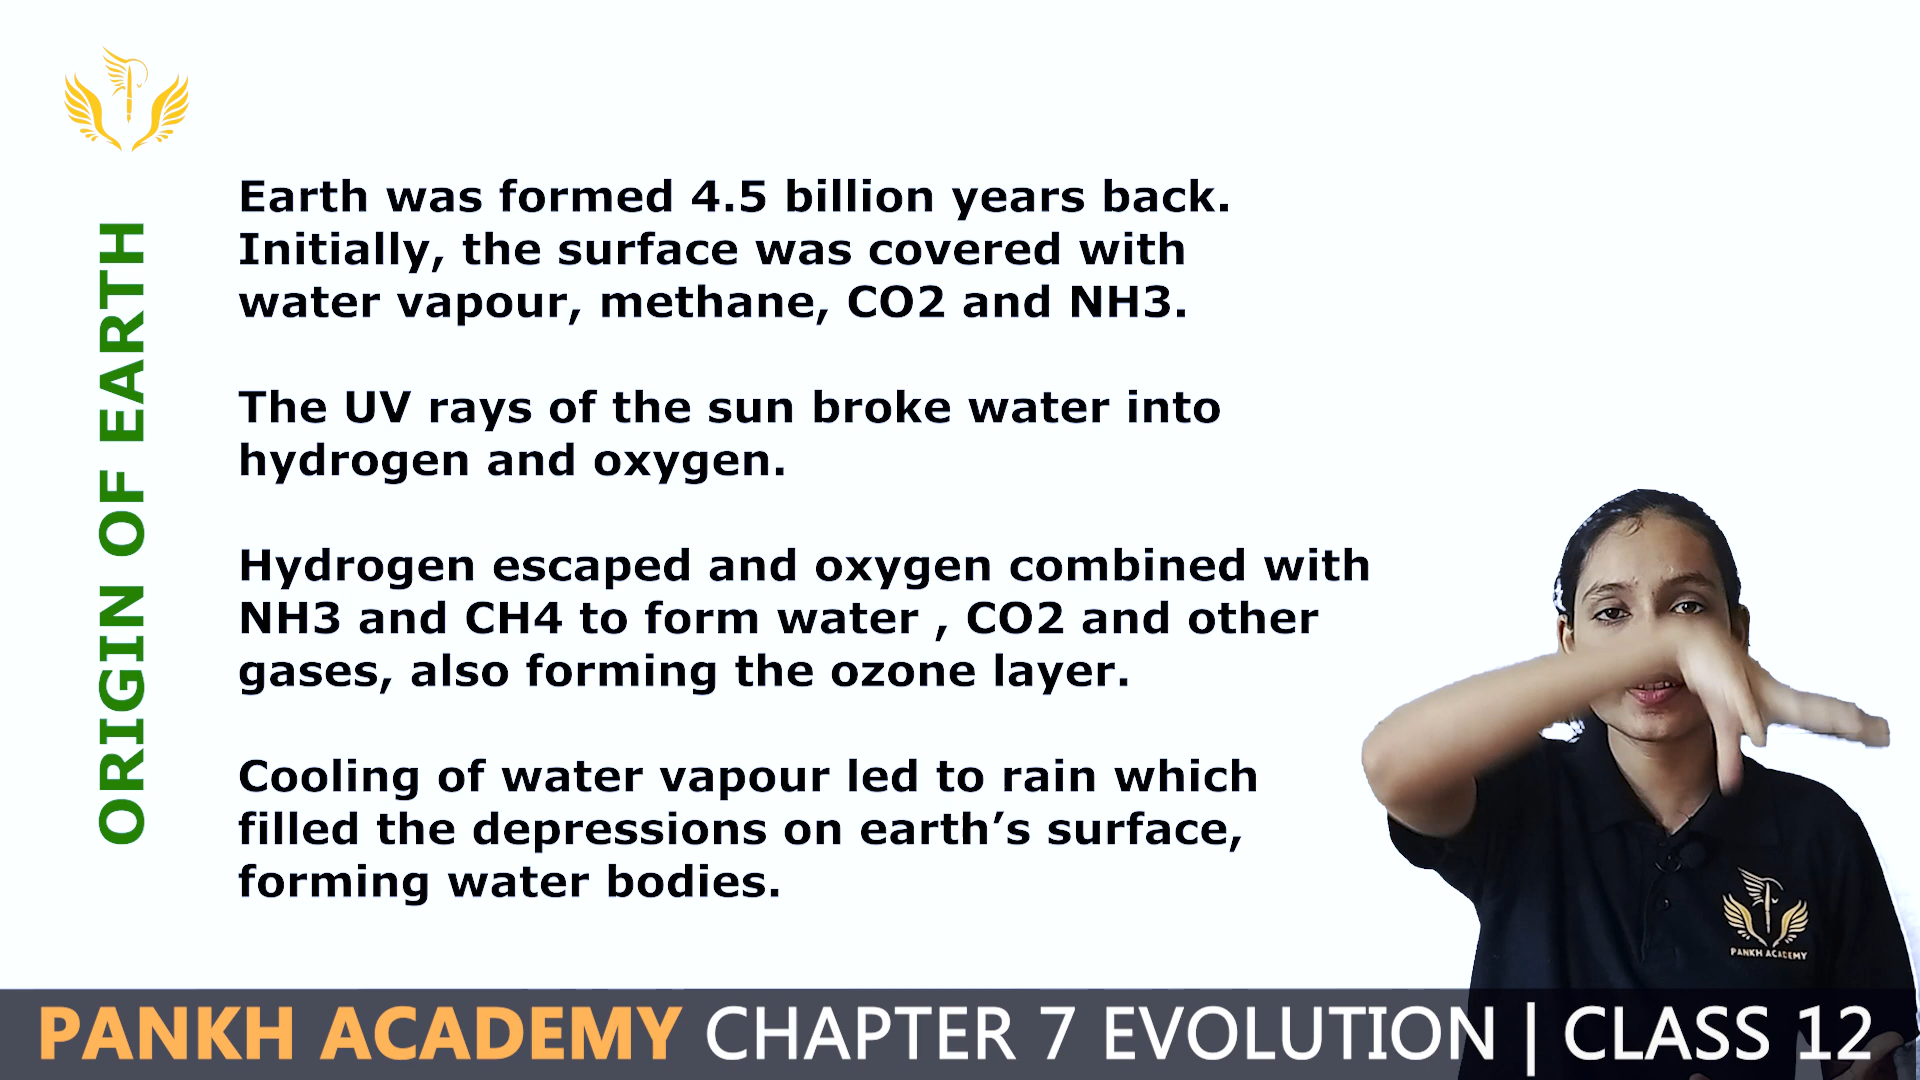 ORIGIN OF EARTH
Earth was formed 4.5 billion years back.
Initially, the surface was covered with
water vapour, methane, CO2 and NH3.
The UV rays of the sun broke water into
hydrogen and oxygen.
Hydrogen escaped and oxygen combined with
NH3 and CH4 to form water , CO2 and other
gases, also forming the ozone layer.
Cooling of water vapour led to rain which
filled the depressions on earth’s surface,
forming water bodies.
PANKH ACADEMY
PANKH ACADEMY CHAPTER 7 EVOLUTION | CLASS 12